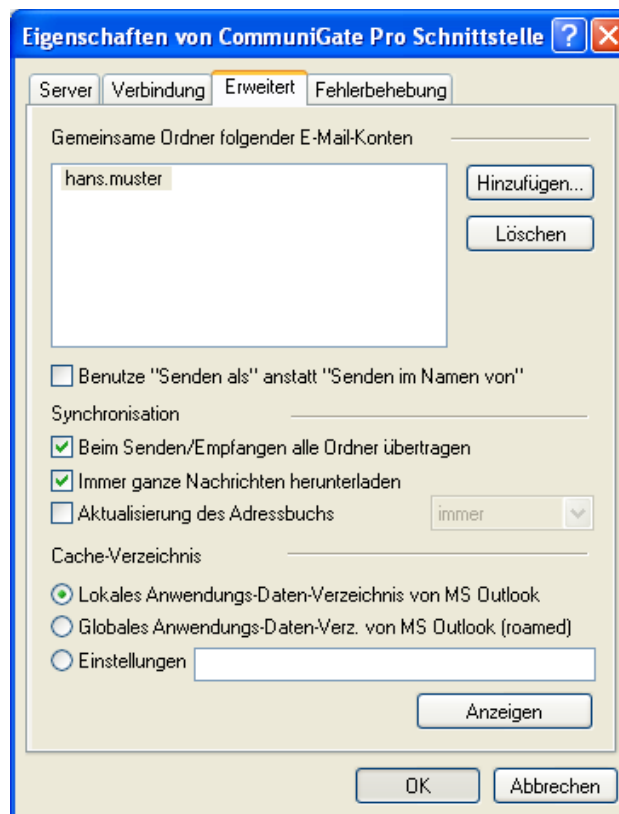 Eigenschaften von CommuniGate Pro Schnittstelle ?
Server Verbindung Erweitert Fehlerbehebung
Gemeinsame Ordner folgender E-Mail-Konten
hans.muster
Hinzufügen...
Löschen
Benutze "Senden als" anstatt "Senden im Namen von"
Synchronisation
Beim Senden/Empfangen alle Ordner übertragen
Immer ganze Nachrichten herunterladen
Aktualisierung des Adressbuchs immer
Cache-Verzeichnis
Lokales Anwendungs-Daten-Verzeichnis von MS Outlook
Globales Anwendungs-Daten-Verz. von MS Outlook (roamed)
Einstellungen
Anzeigen
OK Abbrechen